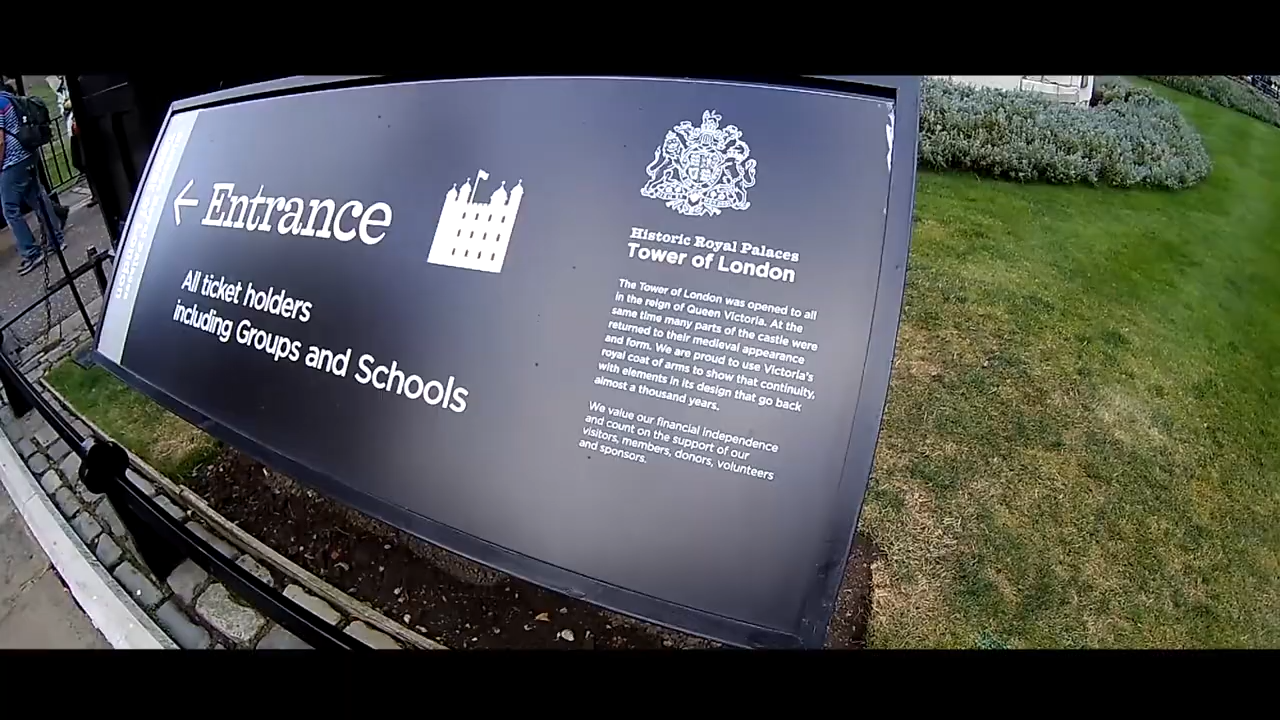 Entrance
All ticket holders
including Groups and Schools
Historic Royal Palaces
Tower of London
The Tower of London was opened to all
in the reign of Queen Victoria. At the
same time many parts of the castle were
returned to their medieval appearance
and form. We are proud to use Victoria's
royal coat of arms to show that continuity,
with elements in its design that go back
almost a thousand years.
We value our financial independence
and count on the support of our
visitors, members, donors, volunteers
and sponsors.